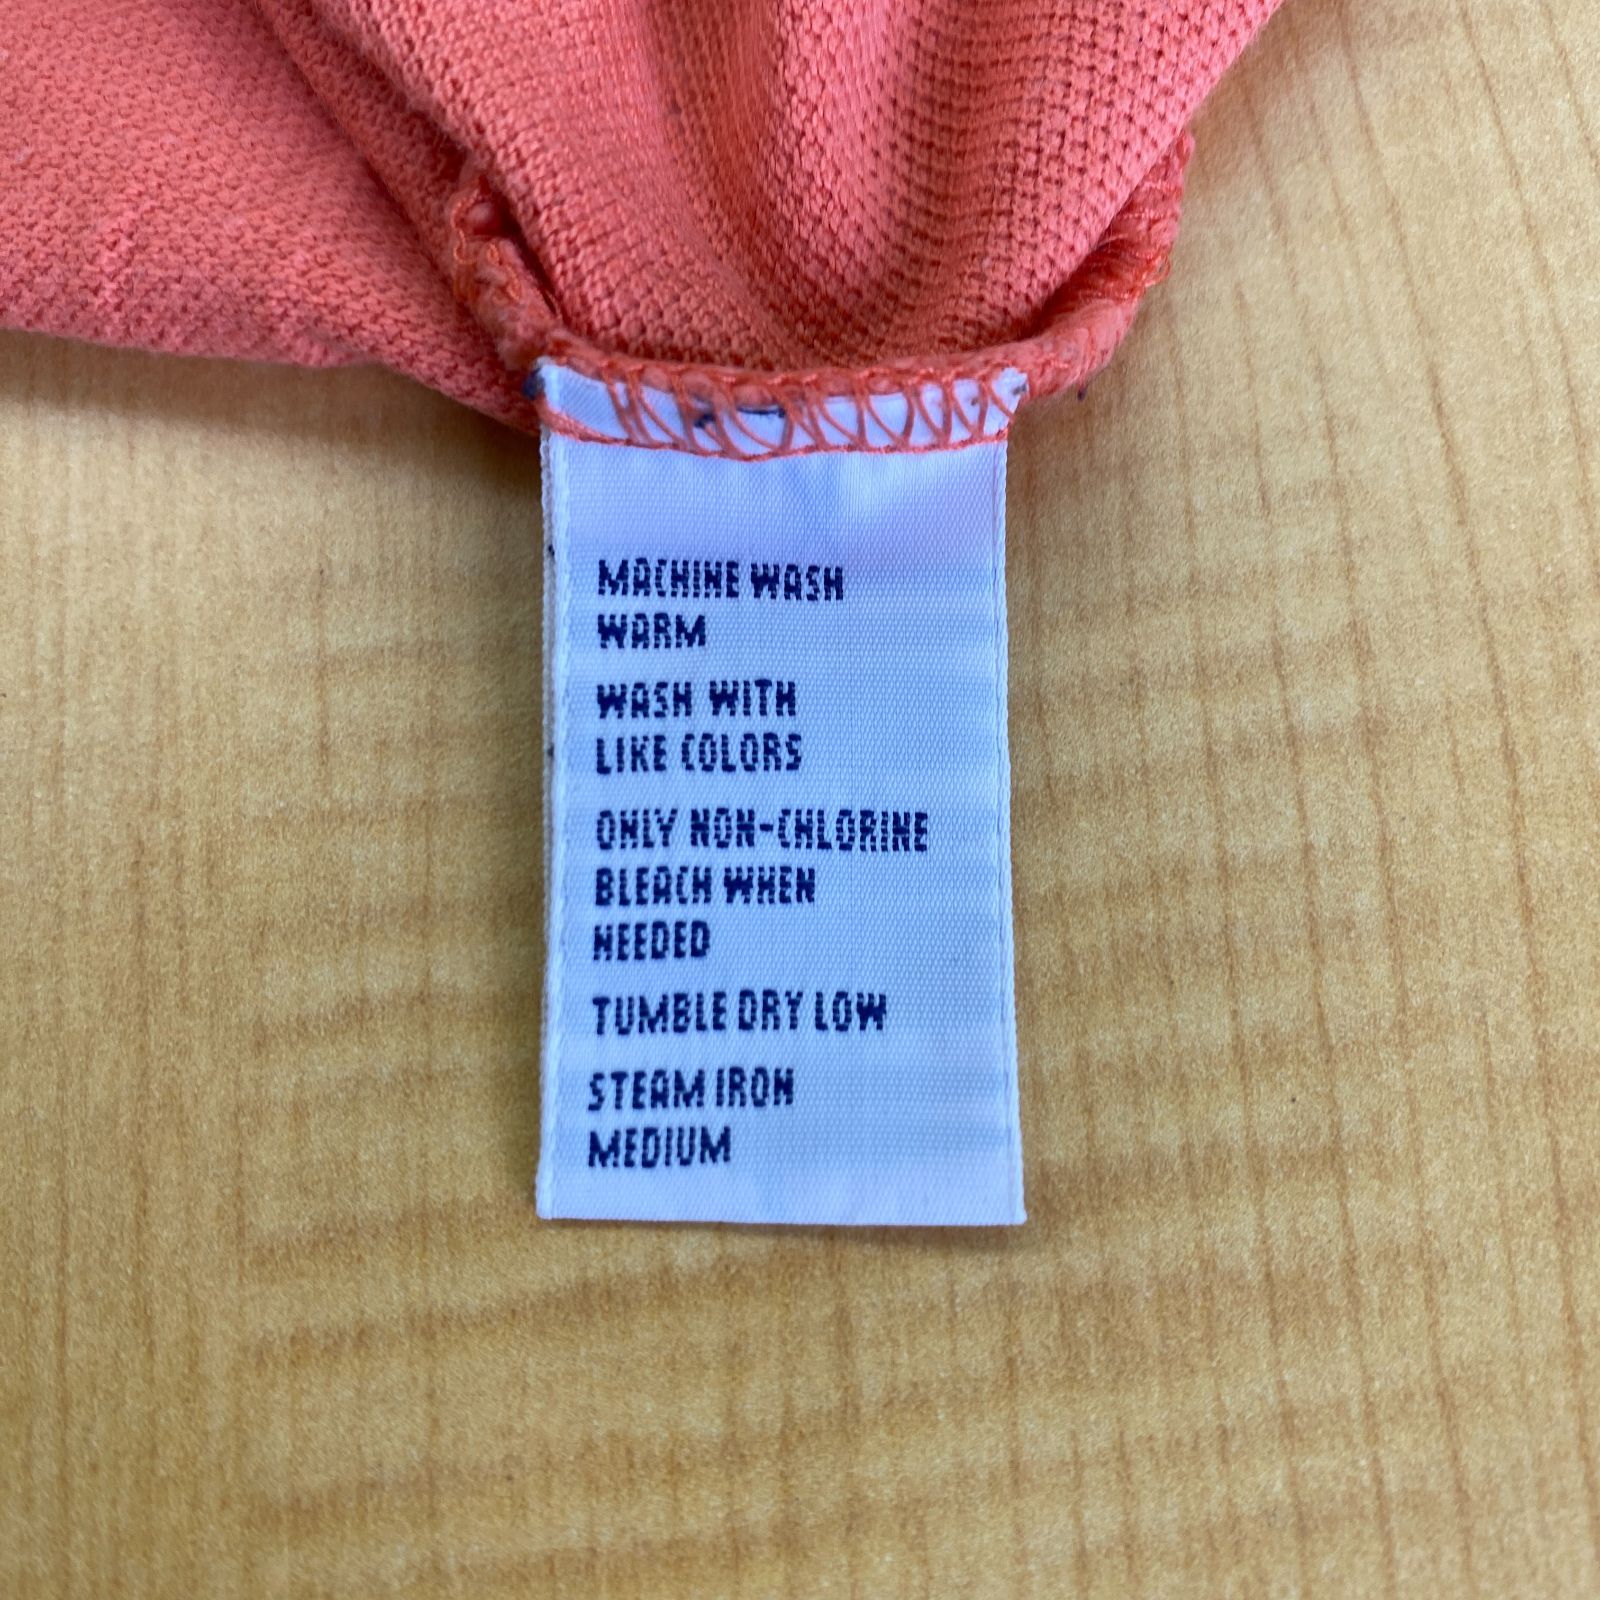 MACHINE WASH
WARM
WASH WITH
LIKE COLORS
ONLY NON-CHLORINE
BLEACH WHEN
NEEDED
TUMBLE DRY LOW
STEAM IRON
MEDIUM